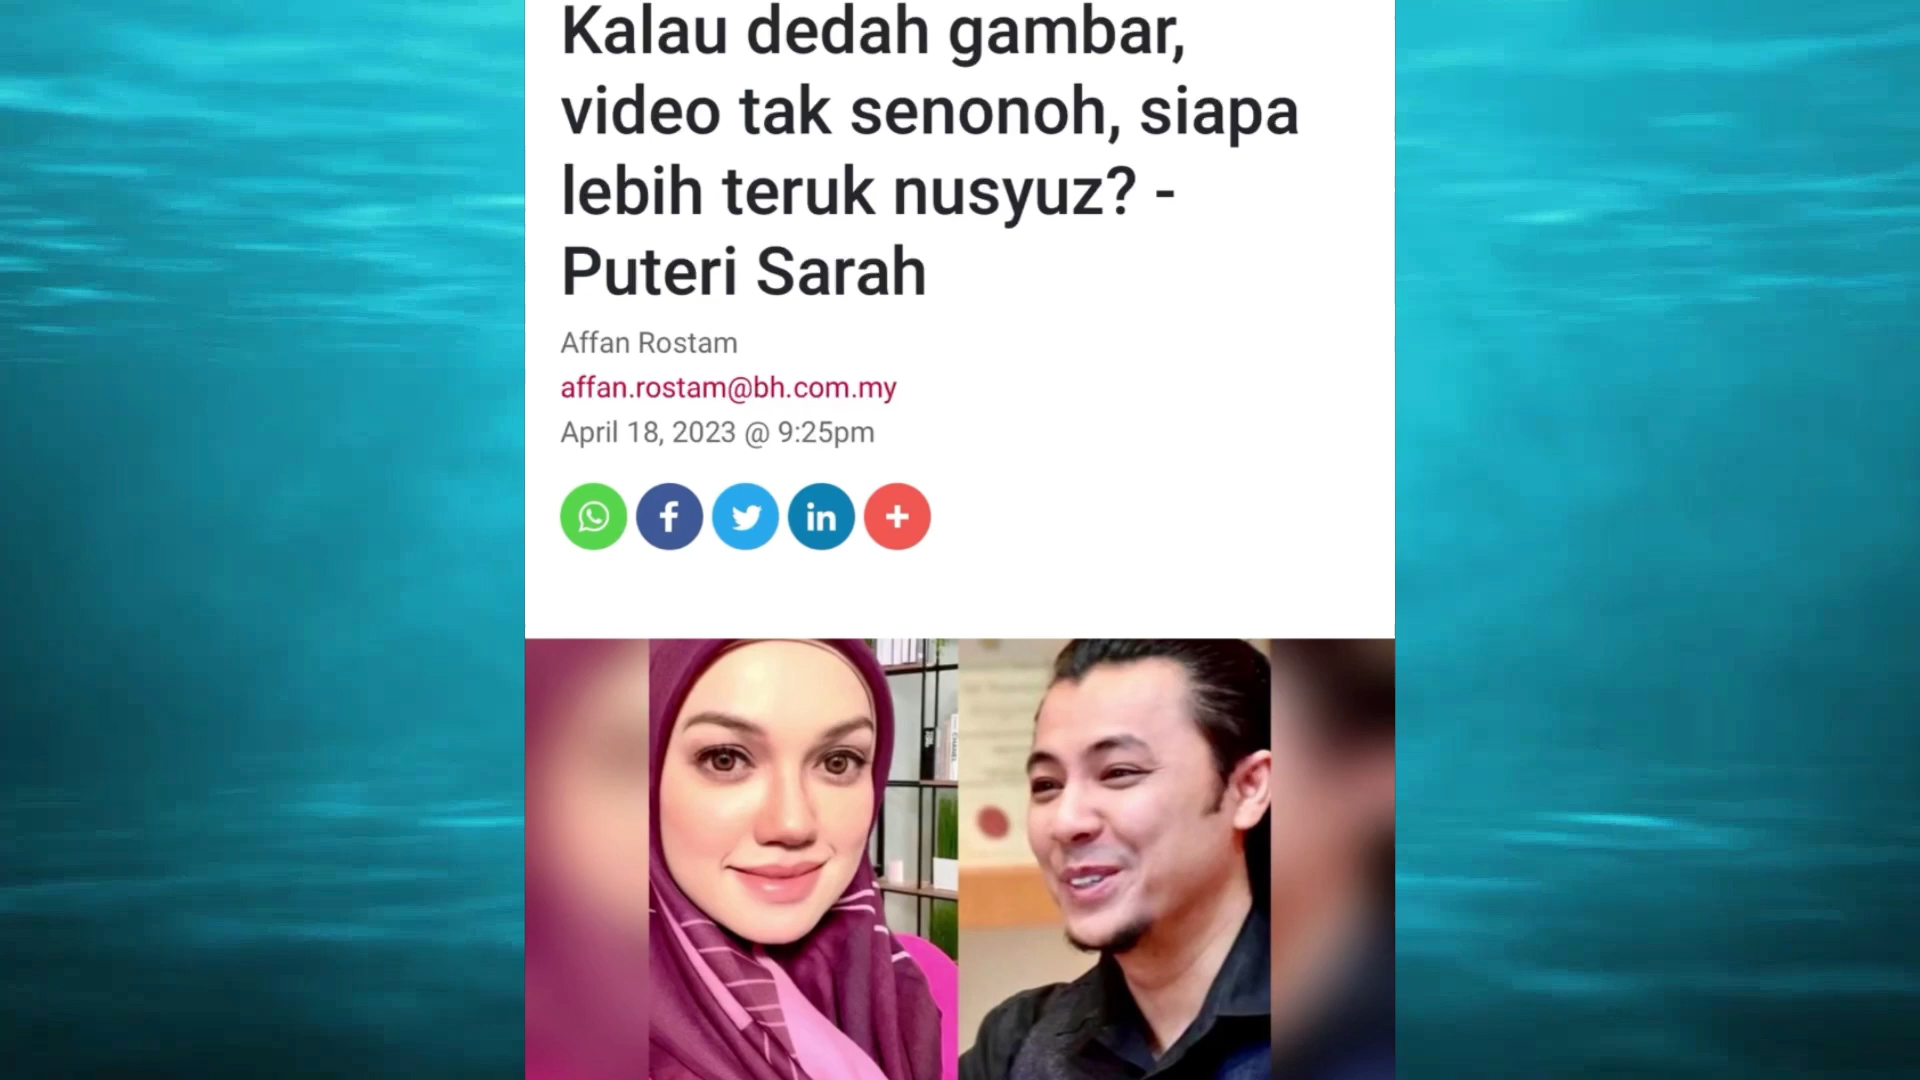 Kalau dedah gambar,
video tak senonoh, siapa
lebih teruk nusyuz? -
Puteri Sarah
Affan Rostam
affan.rostam@bh.com.my
April 18, 2023 @ 9:25pm